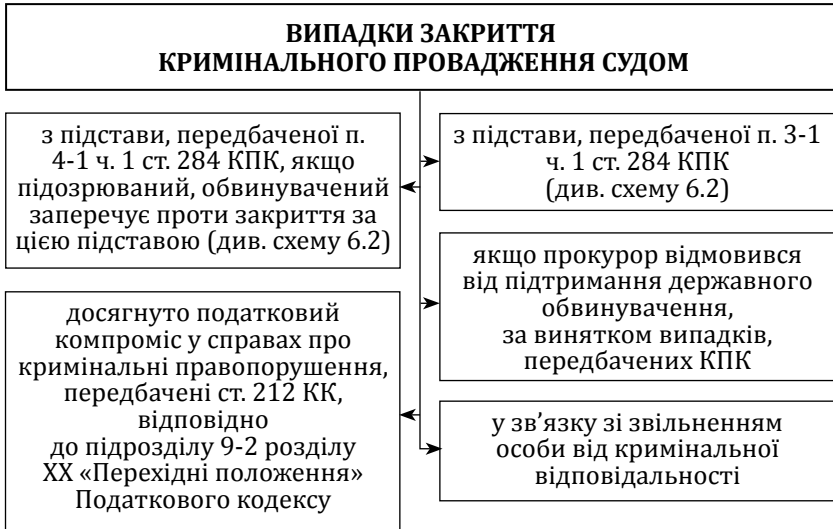 ВИПАДКИ ЗАКРИТТЯ
КРИМІНАЛЬНОГО ПРОВАДЖЕННЯ СУДОМ
з підстави, передбаченої п.
4-1 ч. 1 ст. 284 КПК, якщо
підозрюваний, обвинувачений
заперечує проти закриття за
цією підставою (див. схему 6.2)
з підстави, передбаченої п. 3-1
ч. 1 ст. 284 КПК
(див. схему 6.2)
якщо прокурор відмовився
від підтримання державного
обвинувачення,
за винятком випадків,
передбачених КПК
досягнуто податковий
компроміс у справах про
кримінальні правопорушення,
передбачені ст. 212 КК,
відповідно
до підрозділу 9-2 розділу
XX «Перехідні положення»
Податкового кодексу
у зв'язку зі звільненням
особи від кримінальної
відповідальності